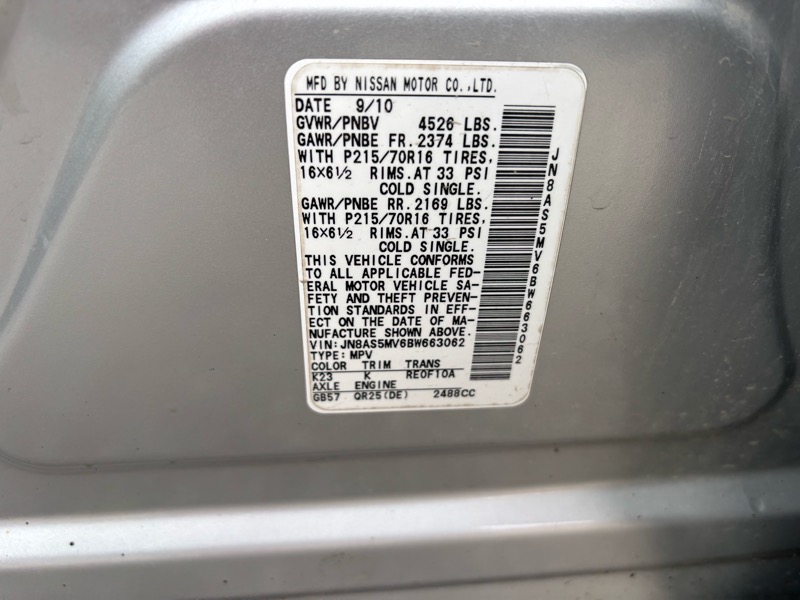 MFD BY NISSAN MOTOR CO.,LTD.
DATE 9/10
GVWR/PNBV 4526 LBS.
GAWR/PNBE FR. 2374 LBS.
WITH P215/70R16 TIRES,
16×6½ RIMS.AT 33 PSI
COLD SINGLE.
GAWR/PNBE RR. 2169 LBS.
WITH P215/70R16 TIRES,
16×6½ RIMS.AT 33 PSI
COLD SINGLE.
THIS VEHICLE CONFORMS
TO ALL APPLICABLE FED-
ERAL MOTOR VEHICLE SA-
FETY AND THEFT PREVEN-
TION STANDARDS IN EFF-
ECT ON THE DATE OF MA-
NUFACTURE SHOWN ABOVE.
VIN: JN8AS5MV6BW663062
TYPE: MPV
COLOR TRIM TRANS
K23 K RE0F10A
AXLE ENGINE
GB57 QR25(DE) 2488CC
JN8AS5MV6BW663062